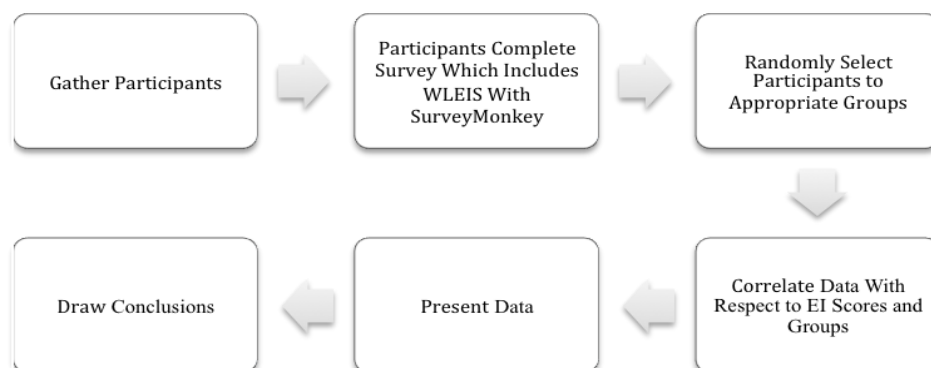 Gather Participants
Participants Complete
Survey Which Includes
WLEIS With
SurveyMonkey
Randomly Select
Participants to
Appropriate Groups
Correlate Data With
Respect to EI Scores and
Groups
Present Data
Draw Conclusions